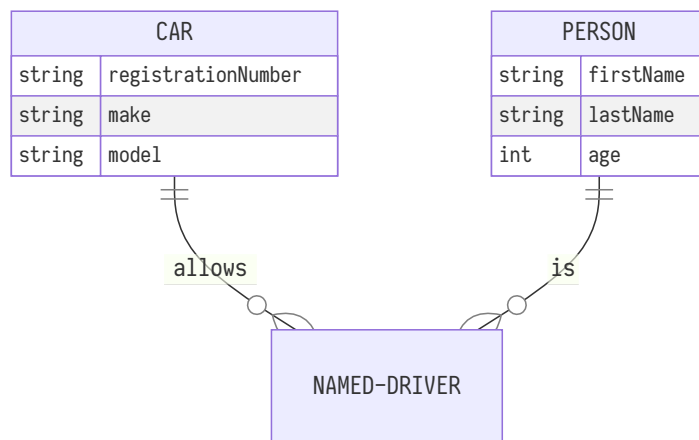 CAR
string registrationNumber
string make
string model
PERSON
string firstName
string lastName
int age
allows
is
NAMED-DRIVER